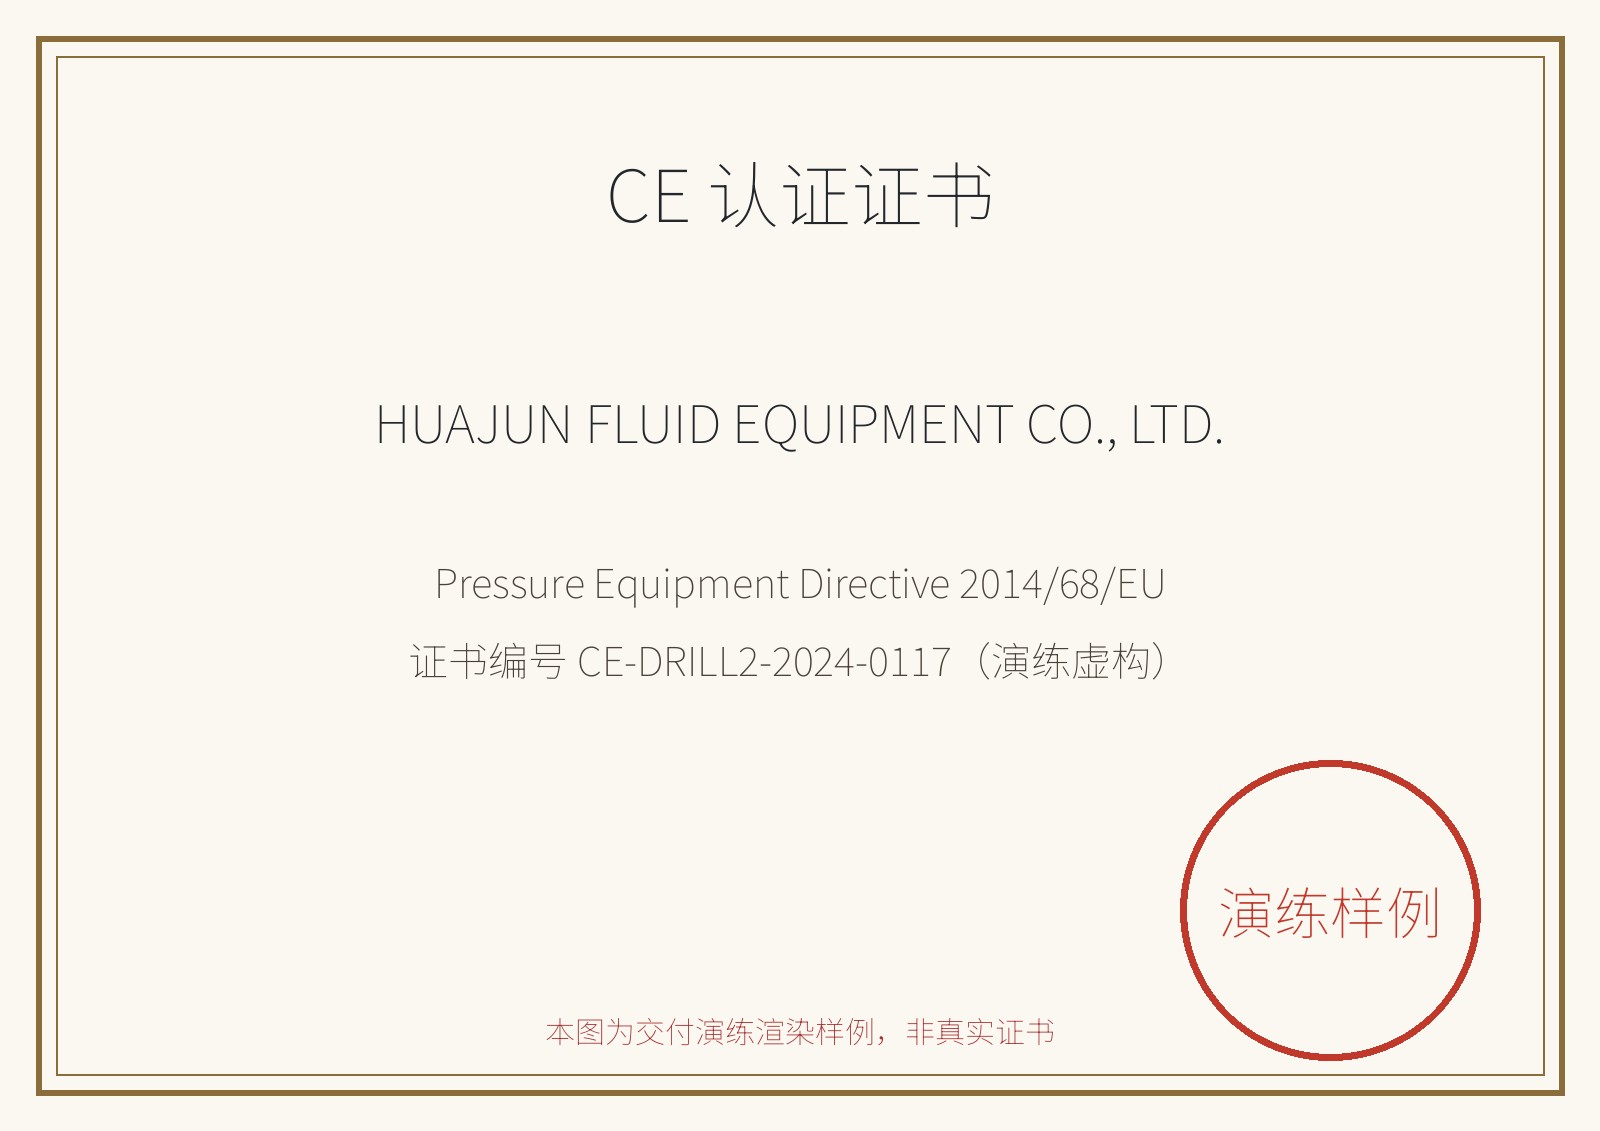 CE 认证证书
HUAJUN FLUID EQUIPMENT CO., LTD.
Pressure Equipment Directive 2014/68/EU
证书编号 CE-DRILL2-2024-0117（演练虚构）
演练样例
本图为交付演练渲染样例，非真实证书